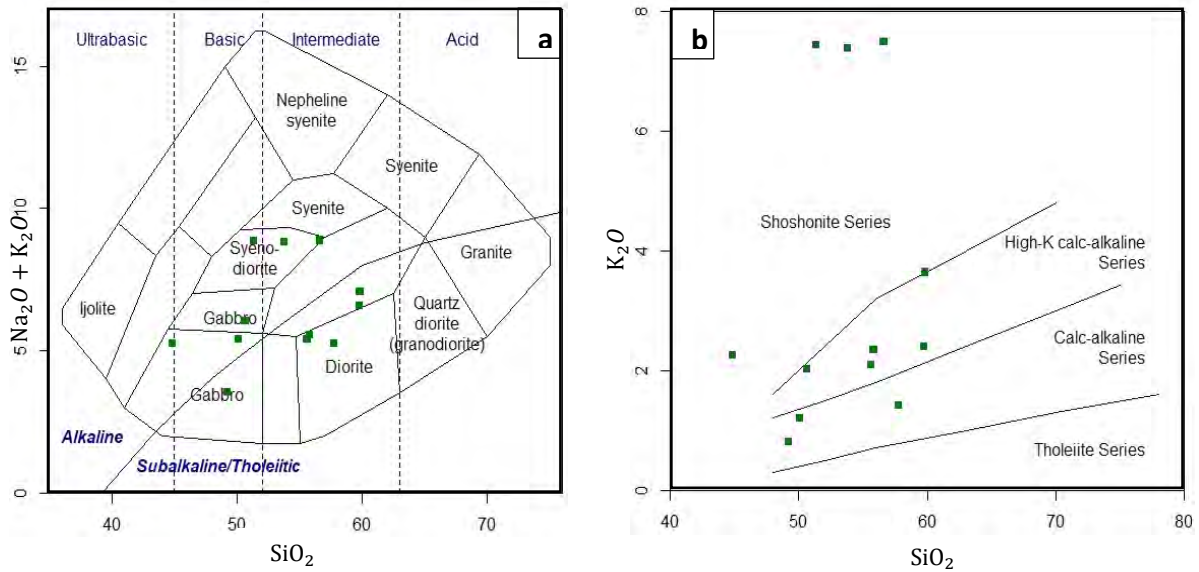 a
Ultrabasic Basic Intermediate Acid
15
Nepheline
syenite
Syenite
10
Syenite
Syeno-
diorite
Granite
Ijolite
Gabbro
Quartz
diorite
(granodiorite)
5
Diorite
Gabbro
Alkaline
Subalkaline/Tholeiitic
0
Na₂O + K₂O
40 50 60 70
SiO₂
b
8
6
4
2
0
K₂O
Shoshonite Series
High-K calc-alkaline
Series
Calc-alkaline
Series
Tholeiite Series
40 50 60 70 80
SiO₂